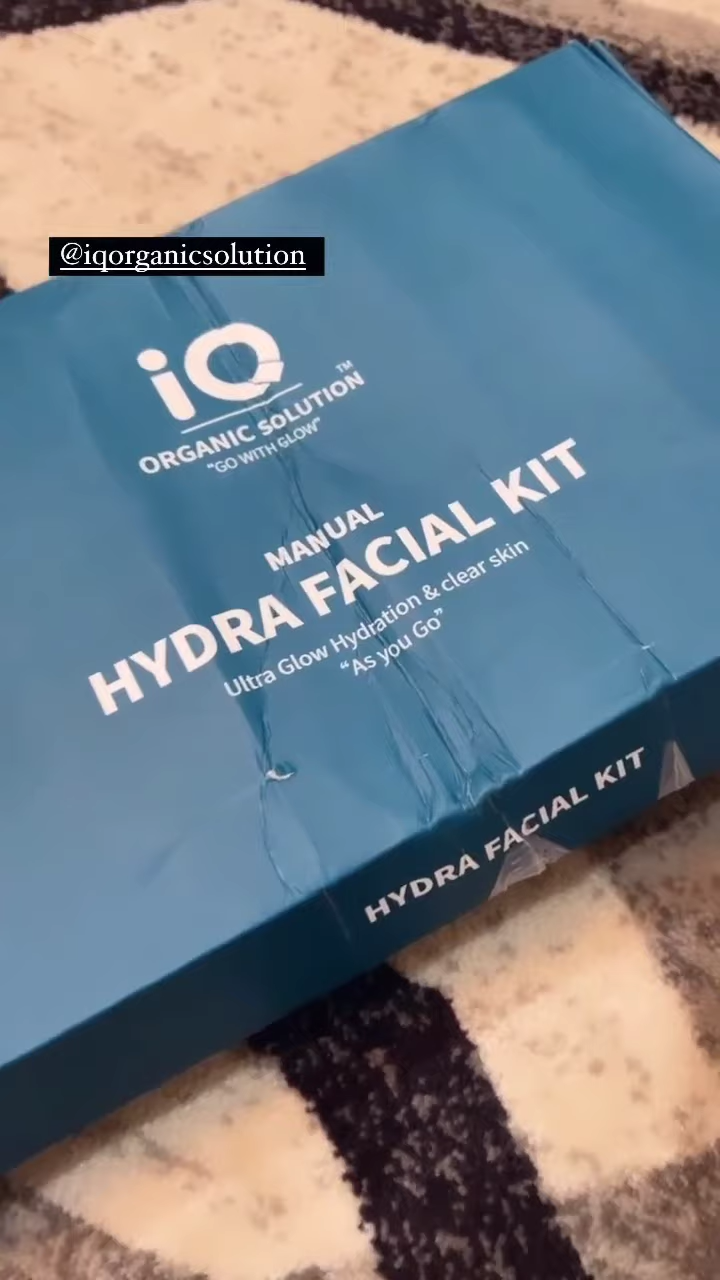 @iqorganicsolution
iQ
ORGANIC SOLUTION™
"GO WITH GLOW"
MANUAL
HYDRA FACIAL KIT
Ultra Glow Hydration & clear skin
"As you Go"
HYDRA FACIAL KIT